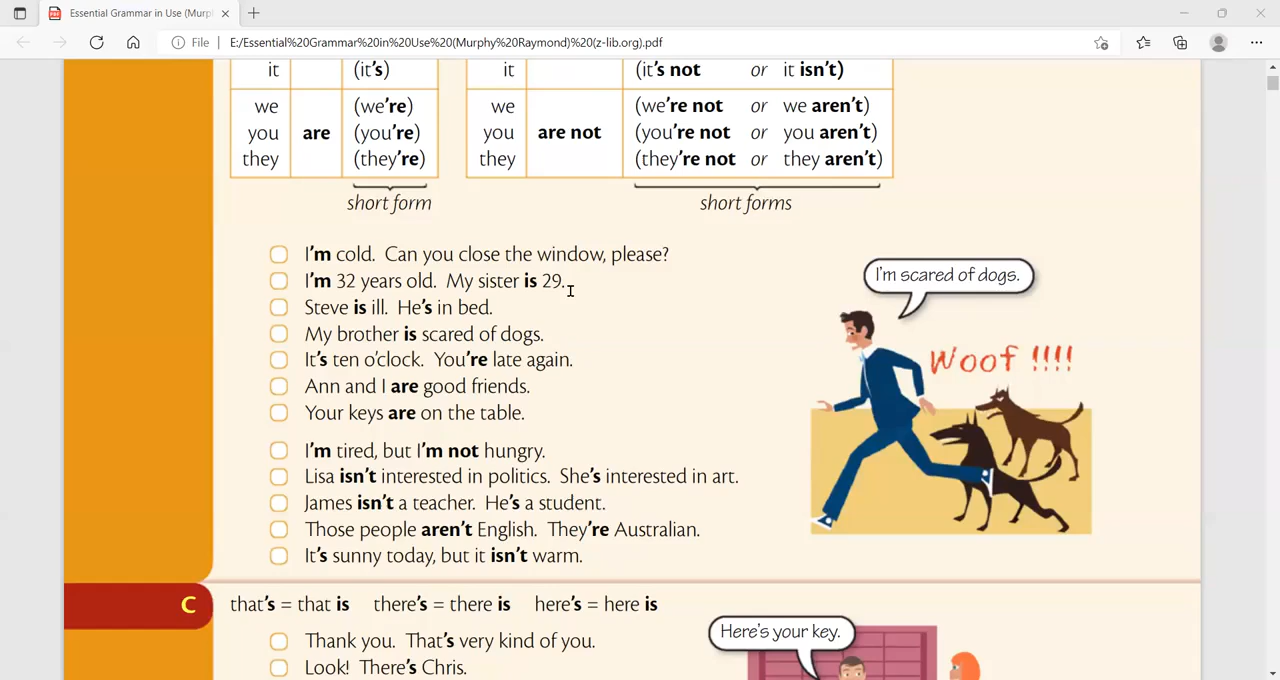 Essential Grammar in Use (Murp
File
E:/Essential%20Grammar%20in%20Use%20(Murphy%20Raymond)%20(z-lib.org).pdf
it (it's) it (it's not or it isn't)
we (we're) we (we're not or we aren't)
you are (you're) you are not (you're not or you aren't)
they (they're) they (they're not or they aren't)
short form short forms
I'm cold. Can you close the window, please?
I'm 32 years old. My sister is 29.
Steve is ill. He's in bed.
My brother is scared of dogs.
It's ten o'clock. You're late again.
Ann and I are good friends.
Your keys are on the table.
I'm tired, but I'm not hungry.
Lisa isn't interested in politics. She's interested in art.
James isn't a teacher. He's a student.
Those people aren't English. They're Australian.
It's sunny today, but it isn't warm.
I'm scared of dogs.
Woof !!!!
C
that's = that is there's = there is here's = here is
Thank you. That's very kind of you.
Look! There's Chris.
Here's your key.